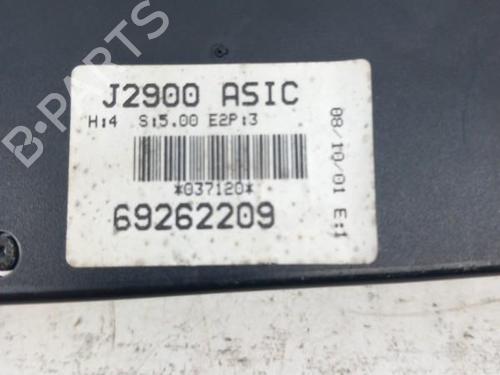 J2900 ASIC
H:4 S:5.00 E2P:3
*037120*
69262209
08/10/01 E:1
B-PARTS